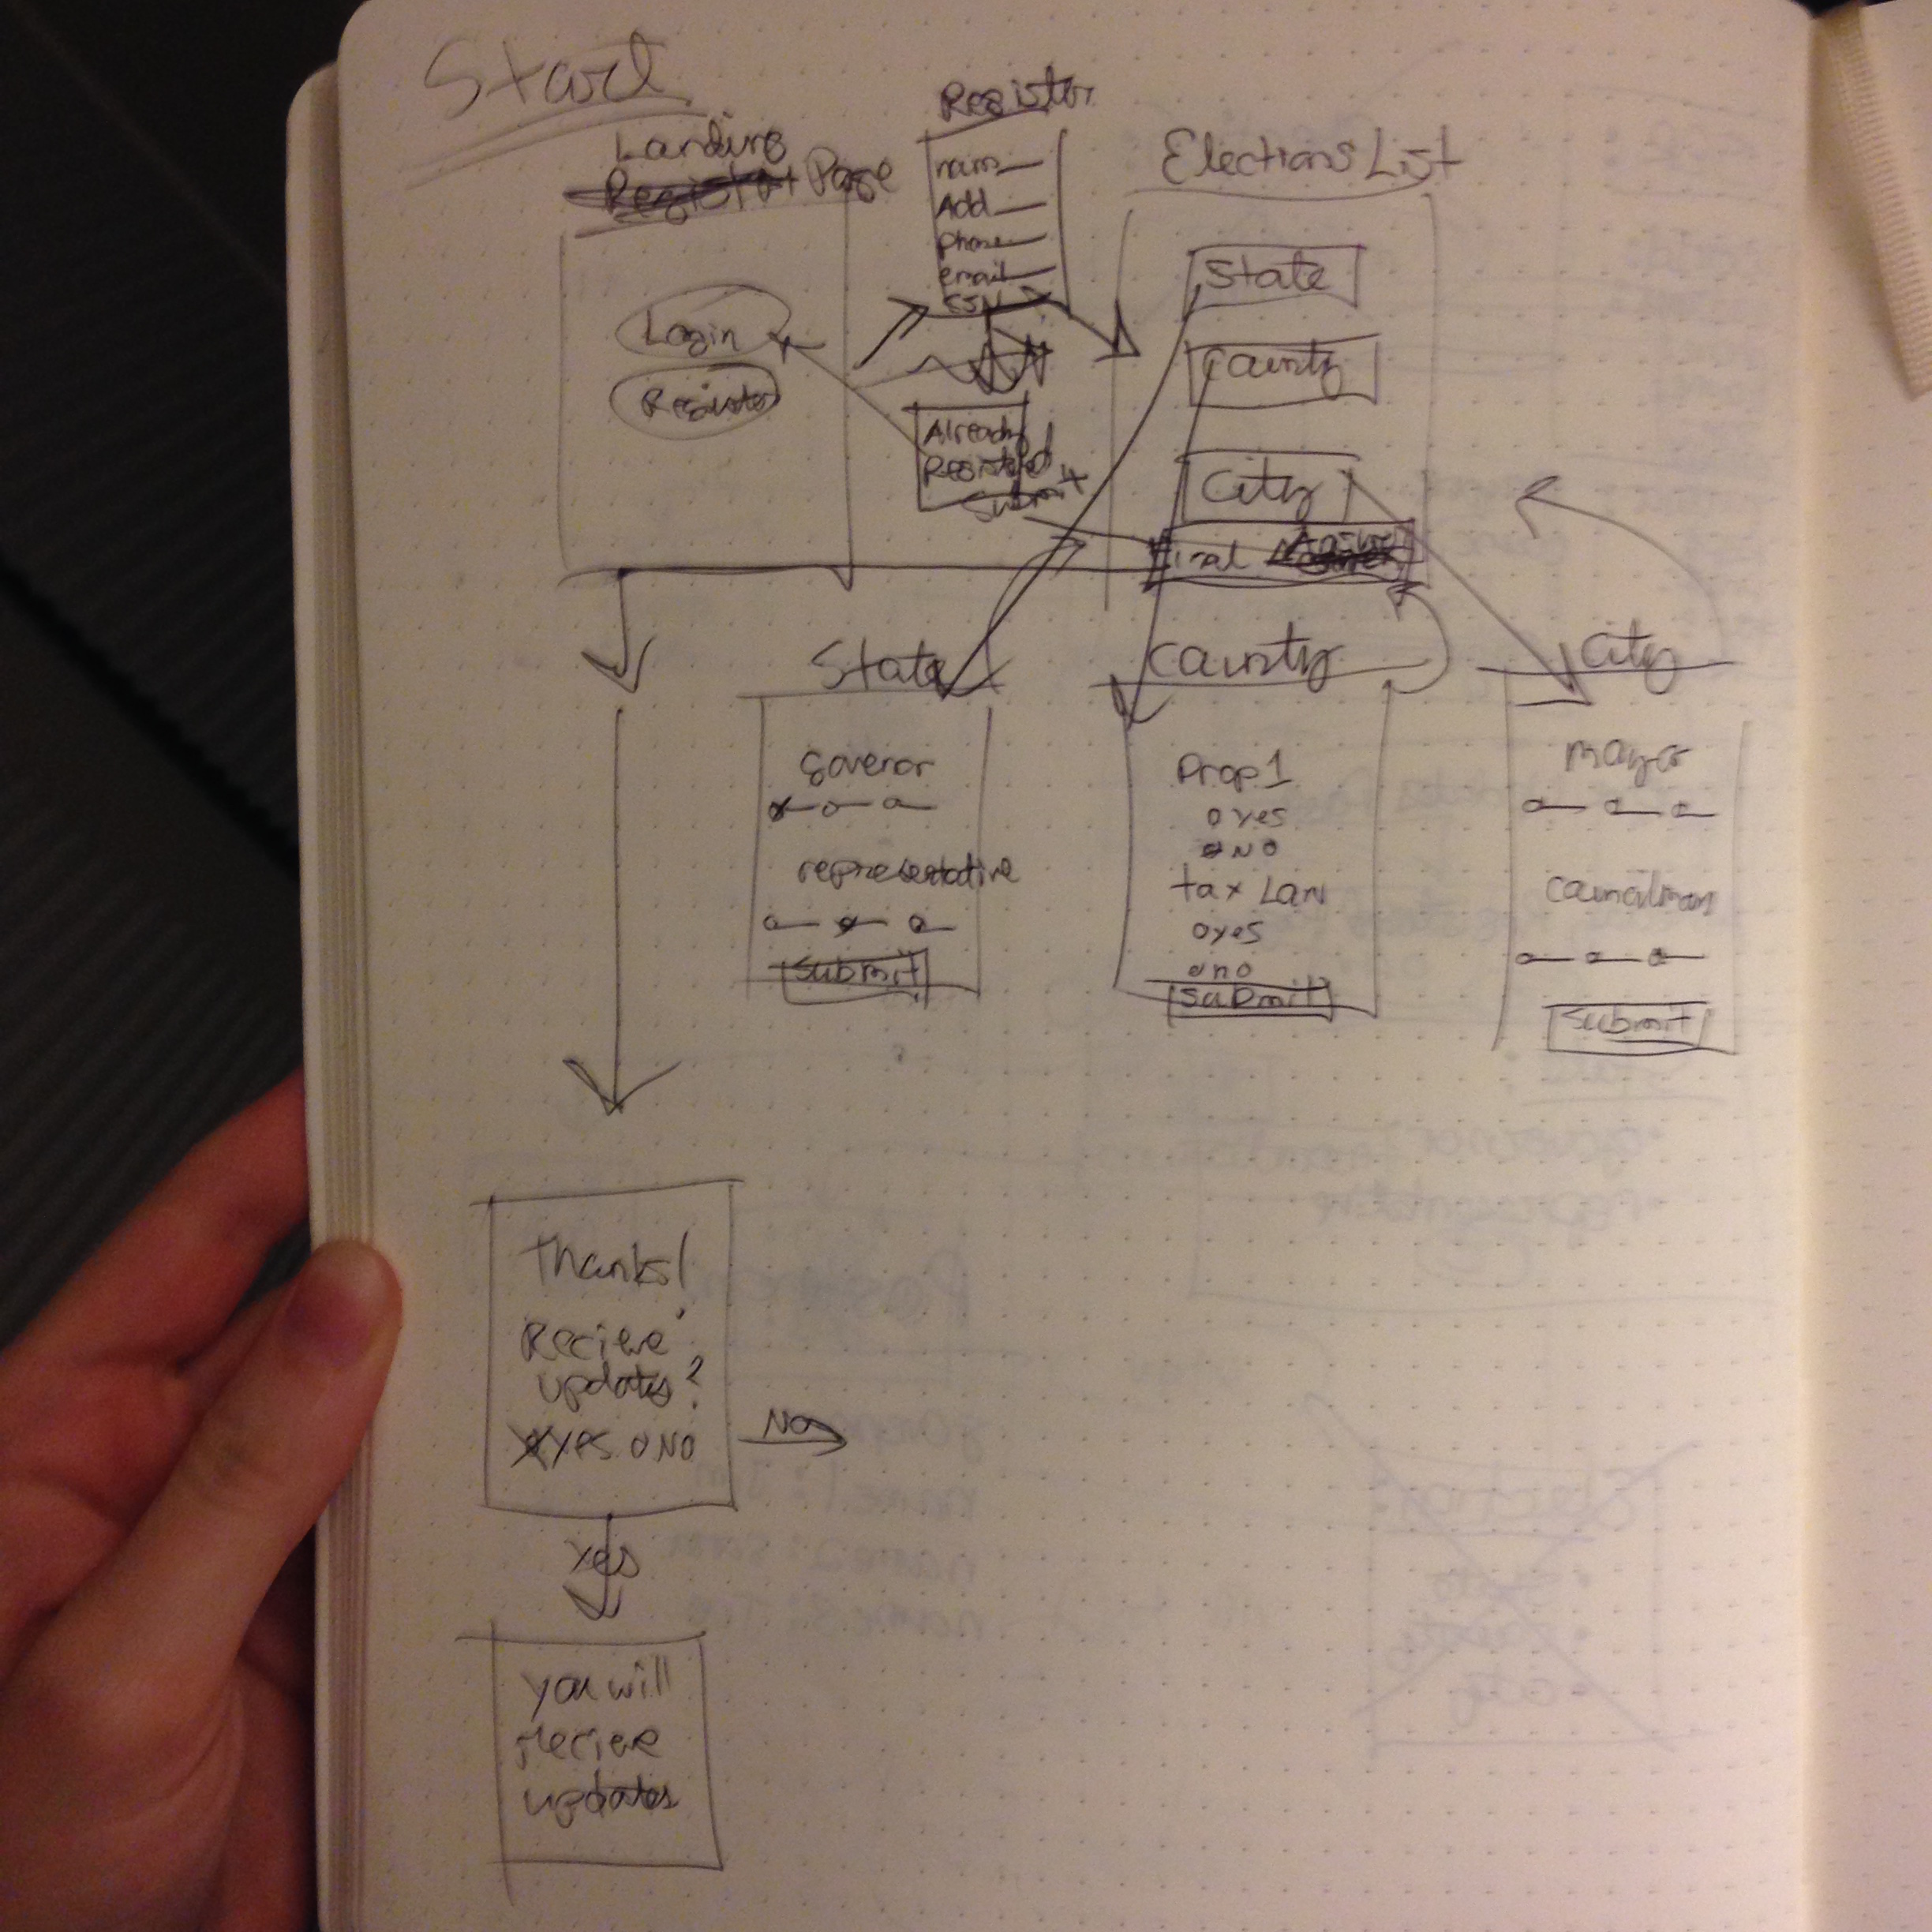 Start
Landing
Register Page
Login
Register
Register
name
Add
phone
email
SSN
Already
Registered
Submit
Elections List
State
County
City
Final
State
govenor
representative
Submit
County
Prop 1
o yes
o NO
tax Law
o yes
o no
Submit
City
mayor
councilman
Submit
Thanks!
Recieve
updates?
X YES o NO
NO
Yes
you will
recieve
updates